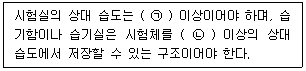 시험실의 상대 습도는 ( ㉠ ) 이상이어야 하며, 습
기함이나 습기실은 시험체를 ( ㉡ ) 이상의 상대
습도에서 저장할 수 있는 구조이어야 한다.